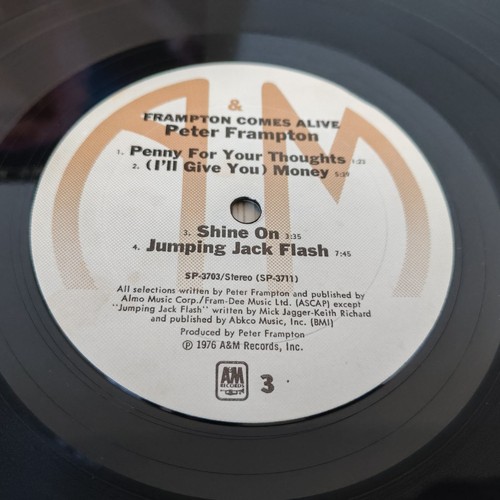 A & M
FRAMPTON COMES ALIVE
Peter Frampton
1. Penny For Your Thoughts 1:23
2. (I'll Give You) Money 5:39
3. Shine On 3:35
4. Jumping Jack Flash 7:45
SP-3703/Stereo (SP-3711)
All selections written by Peter Frampton and published by
Almo Music Corp./Fram-Dee Music Ltd. (ASCAP) except
"Jumping Jack Flash" written by Mick Jagger-Keith Richard
and published by Abkco Music, Inc. (BMI)
Produced by Peter Frampton
℗ 1976 A&M Records, Inc.
A&M
RECORDS
3